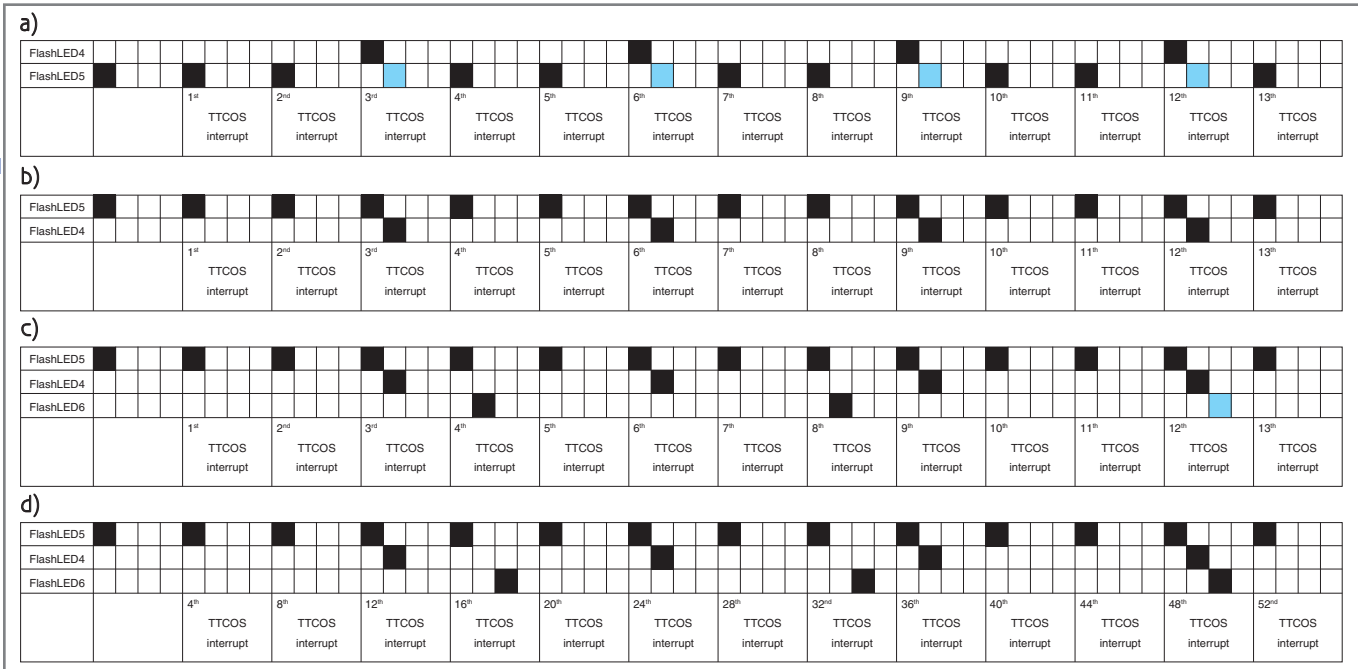 a)
FlashLED4
FlashLED5
1st 2nd 3rd 4th 5th 6th 7th 8th 9th 10th 11th 12th 13th
TTCOS TTCOS TTCOS TTCOS TTCOS TTCOS TTCOS TTCOS TTCOS TTCOS TTCOS TTCOS TTCOS
interrupt interrupt interrupt interrupt interrupt interrupt interrupt interrupt interrupt interrupt interrupt interrupt interrupt
b)
FlashLED5
FlashLED4
1st 2nd 3rd 4th 5th 6th 7th 8th 9th 10th 11th 12th 13th
TTCOS TTCOS TTCOS TTCOS TTCOS TTCOS TTCOS TTCOS TTCOS TTCOS TTCOS TTCOS TTCOS
interrupt interrupt interrupt interrupt interrupt interrupt interrupt interrupt interrupt interrupt interrupt interrupt interrupt
c)
FlashLED5
FlashLED4
FlashLED6
1st 2nd 3rd 4th 5th 6th 7th 8th 9th 10th 11th 12th 13th
TTCOS TTCOS TTCOS TTCOS TTCOS TTCOS TTCOS TTCOS TTCOS TTCOS TTCOS TTCOS TTCOS
interrupt interrupt interrupt interrupt interrupt interrupt interrupt interrupt interrupt interrupt interrupt interrupt interrupt
d)
FlashLED5
FlashLED4
FlashLED6
4th 8th 12th 16th 20th 24th 28th 32nd 36th 40th 44th 48th 52nd
TTCOS TTCOS TTCOS TTCOS TTCOS TTCOS TTCOS TTCOS TTCOS TTCOS TTCOS TTCOS TTCOS
interrupt interrupt interrupt interrupt interrupt interrupt interrupt interrupt interrupt interrupt interrupt interrupt interrupt